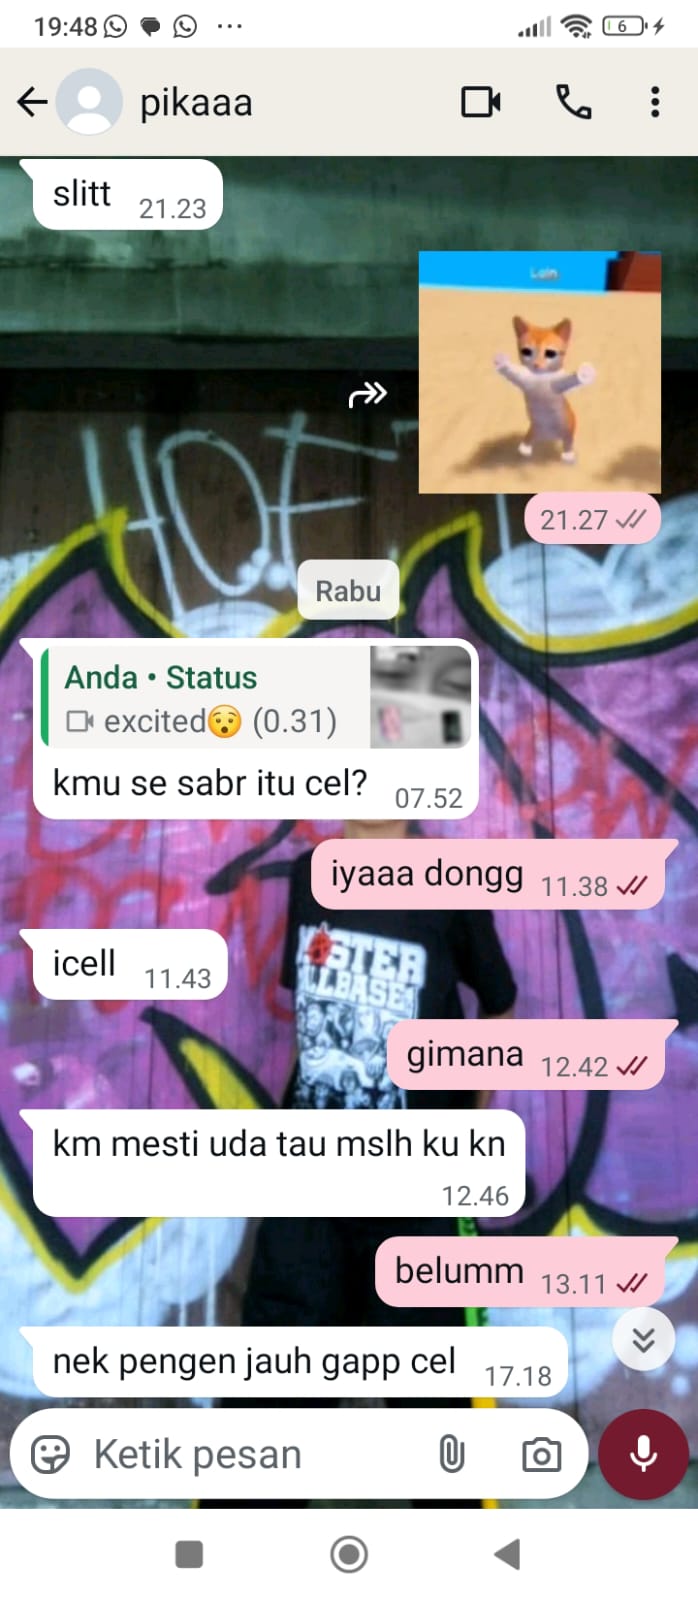 19:48
6
pikaaa
slitt 21.23
Lain
21.27
HOE
Rabu
Anda • Status
excited😯 (0.31)
kmu se sabr itu cel? 07.52
iyaaa dongg 11.38
icell 11.43
gimana 12.42
km mesti uda tau mslh ku kn
12.46
belumm 13.11
nek pengen jauh gapp cel 17.18
Ketik pesan